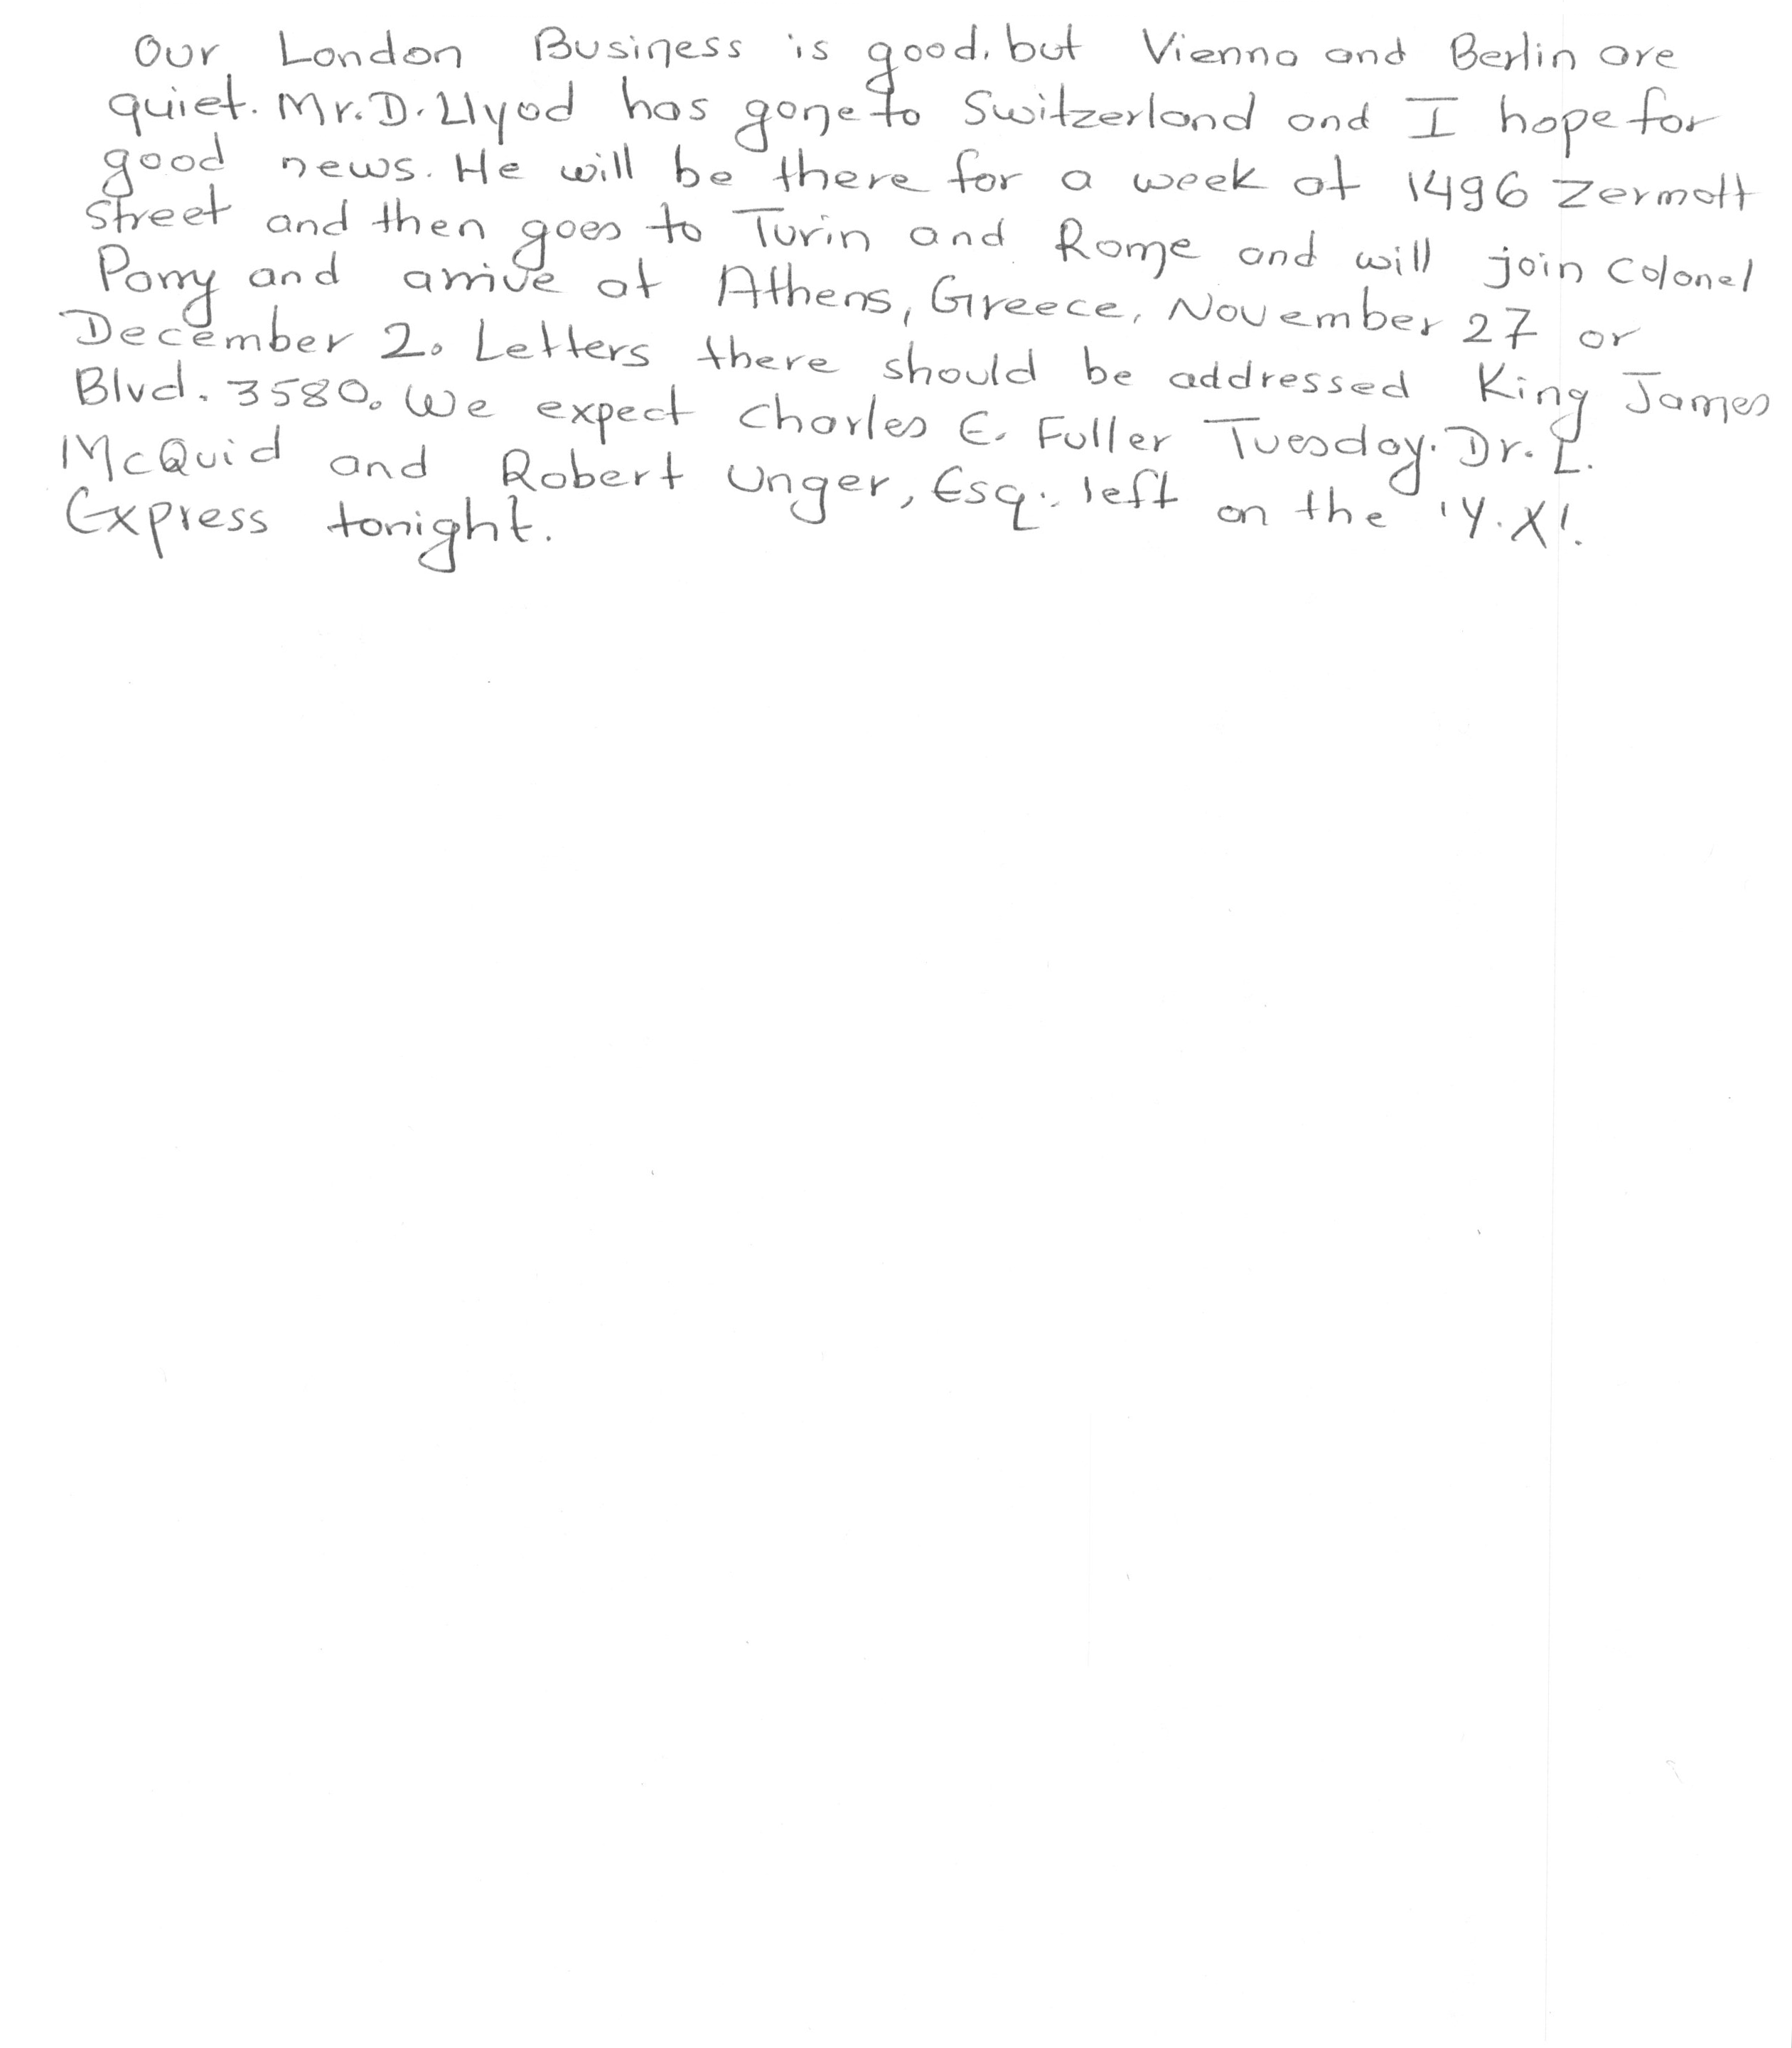 Our London Business is good, but Vienna and Berlin are
quiet. Mr. D. Llyod has gone to Switzerland and I hope for
good news. He will be there for a week at 1496 Zermott
street and then goes to Turin and Rome and will join Colonel
Parry and arrive at Athens, Greece, November 27 or
December 2. Letters there should be addressed King James
Blvd. 3580. We expect Charles E. Fuller Tuesday. Dr. L.
McQuid and Robert Unger, Esq. left on the 'Y.X'.
Express tonight.